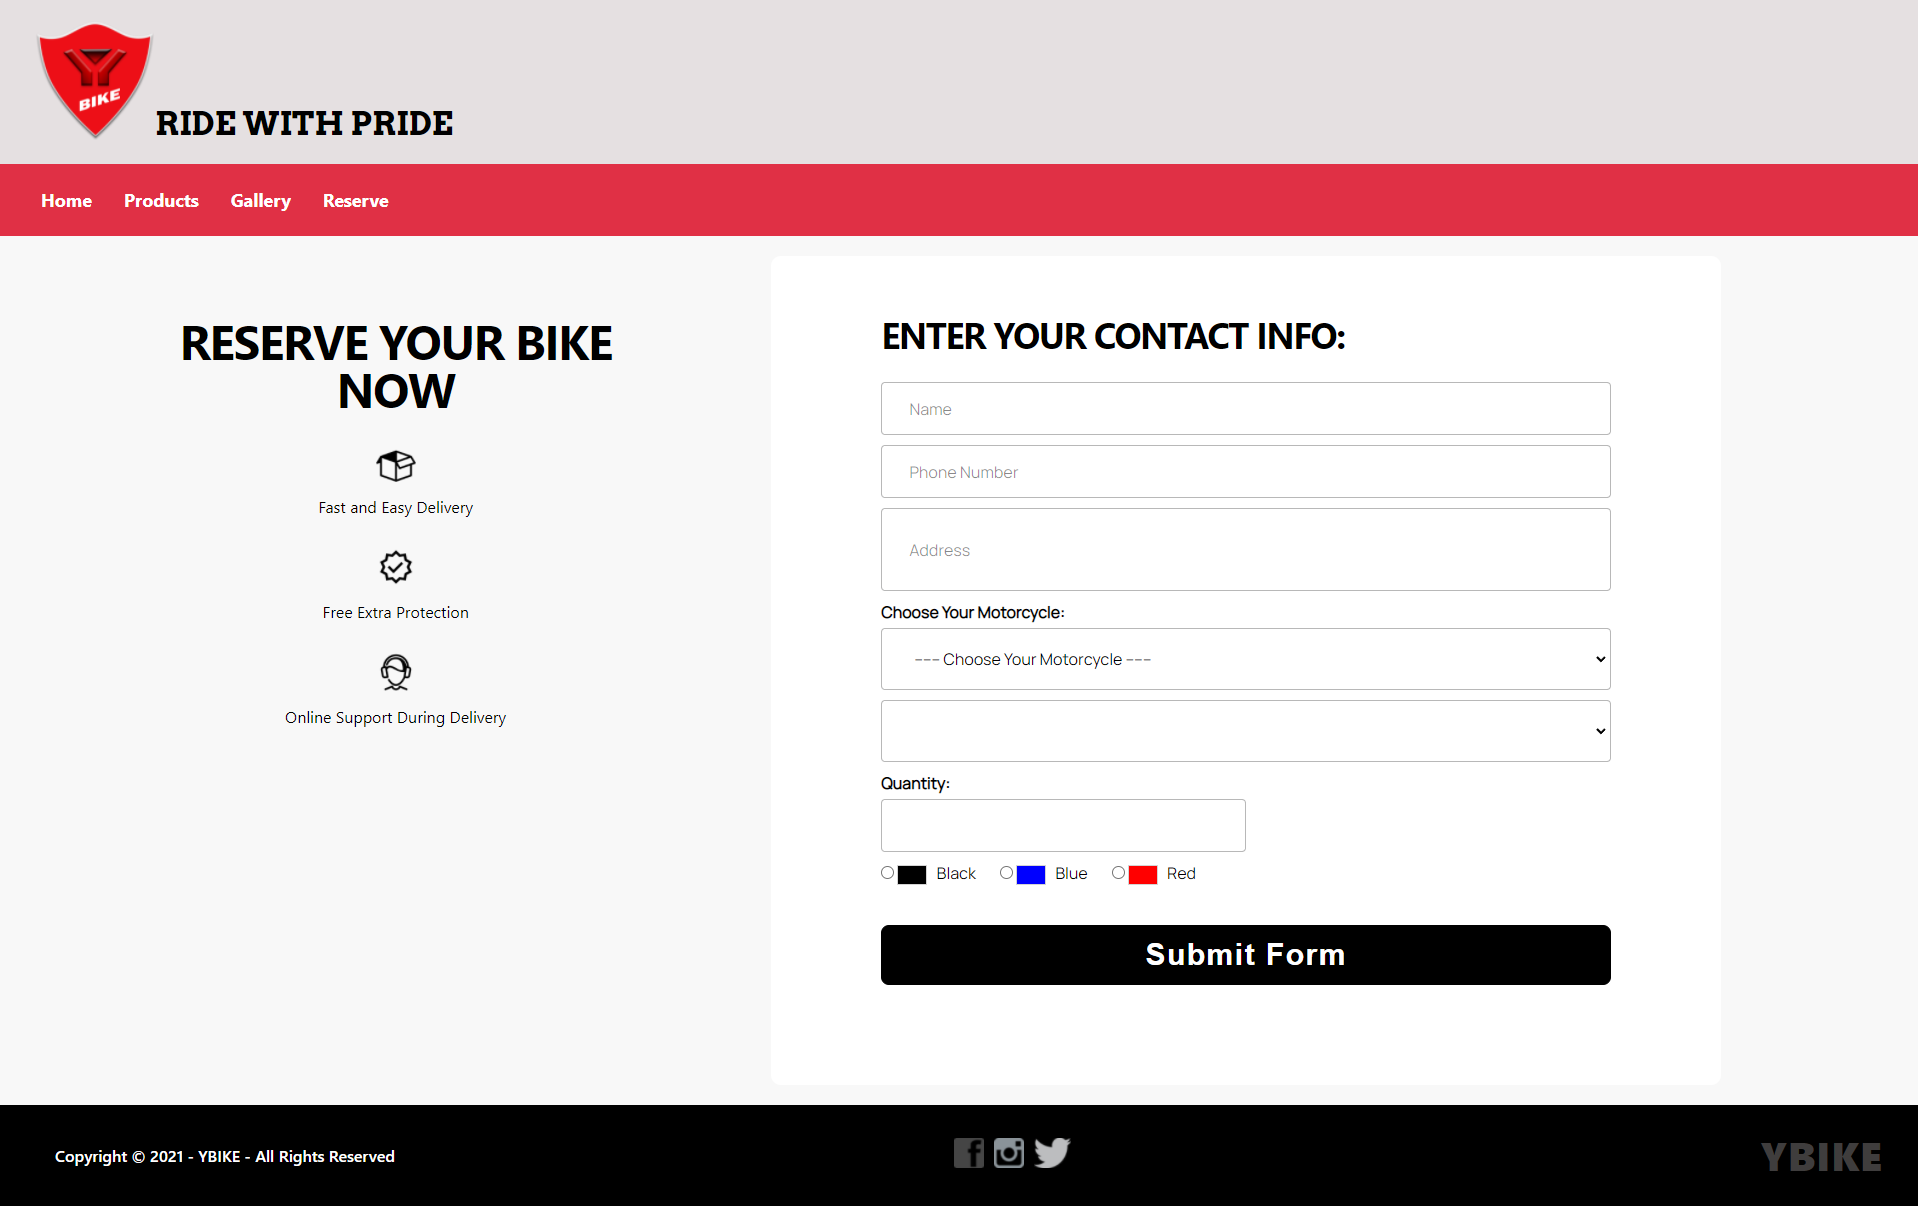 BIKE
RIDE WITH PRIDE
Home Products Gallery Reserve
RESERVE YOUR BIKE
NOW
Fast and Easy Delivery
Free Extra Protection
Online Support During Delivery
ENTER YOUR CONTACT INFO:
Name
Phone Number
Address
Choose Your Motorcycle:
--- Choose Your Motorcycle ---
Quantity:
Black Blue Red
Submit Form
Copyright © 2021 - YBIKE - All Rights Reserved
YBIKE